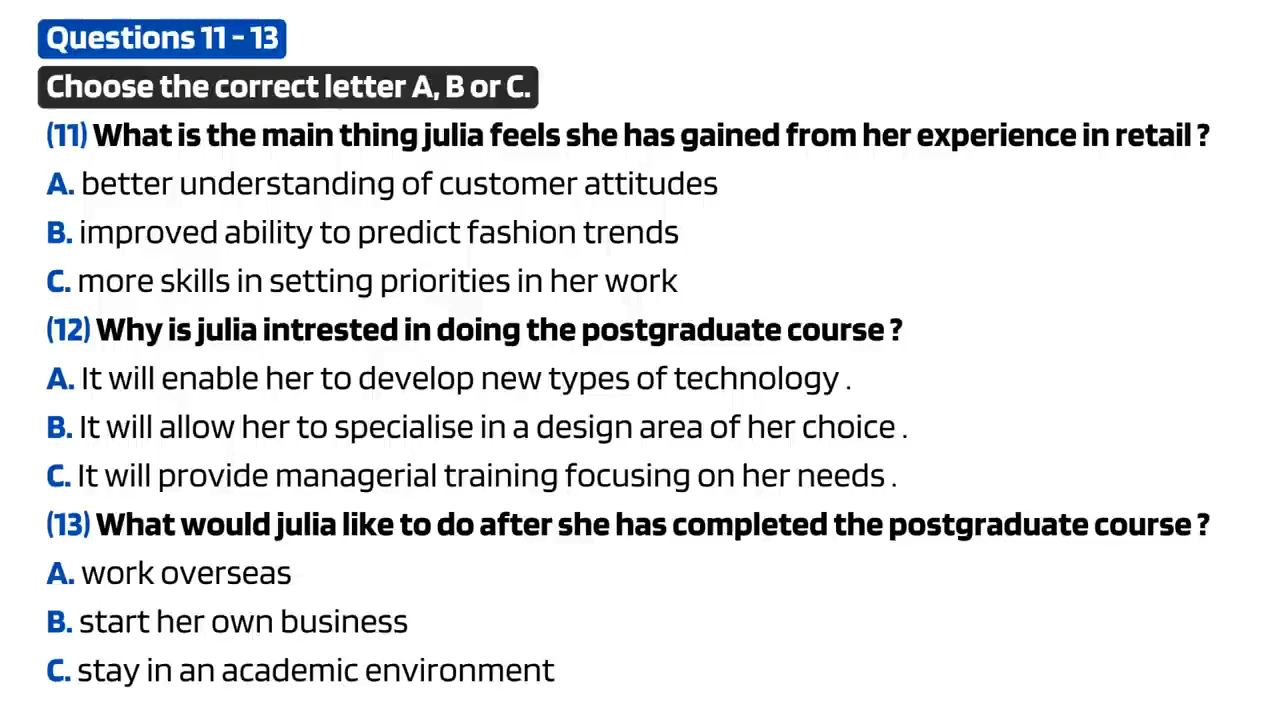 Questions 11 - 13
Choose the correct letter A, B or C.
(11) What is the main thing julia feels she has gained from her experience in retail ?
A. better understanding of customer attitudes
B. improved ability to predict fashion trends
C. more skills in setting priorities in her work
(12) Why is julia intrested in doing the postgraduate course ?
A. It will enable her to develop new types of technology .
B. It will allow her to specialise in a design area of her choice .
C. It will provide managerial training focusing on her needs .
(13) What would julia like to do after she has completed the postgraduate course ?
A. work overseas
B. start her own business
C. stay in an academic environment